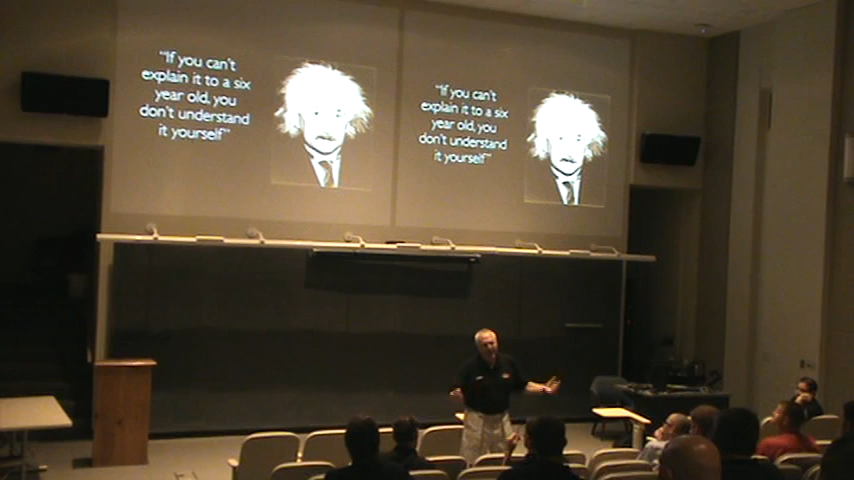 "If you can't
explain it to a six
year old, you
don't understand
it yourself"
"If you can't
explain it to a six
year old, you
don't understand
it yourself"